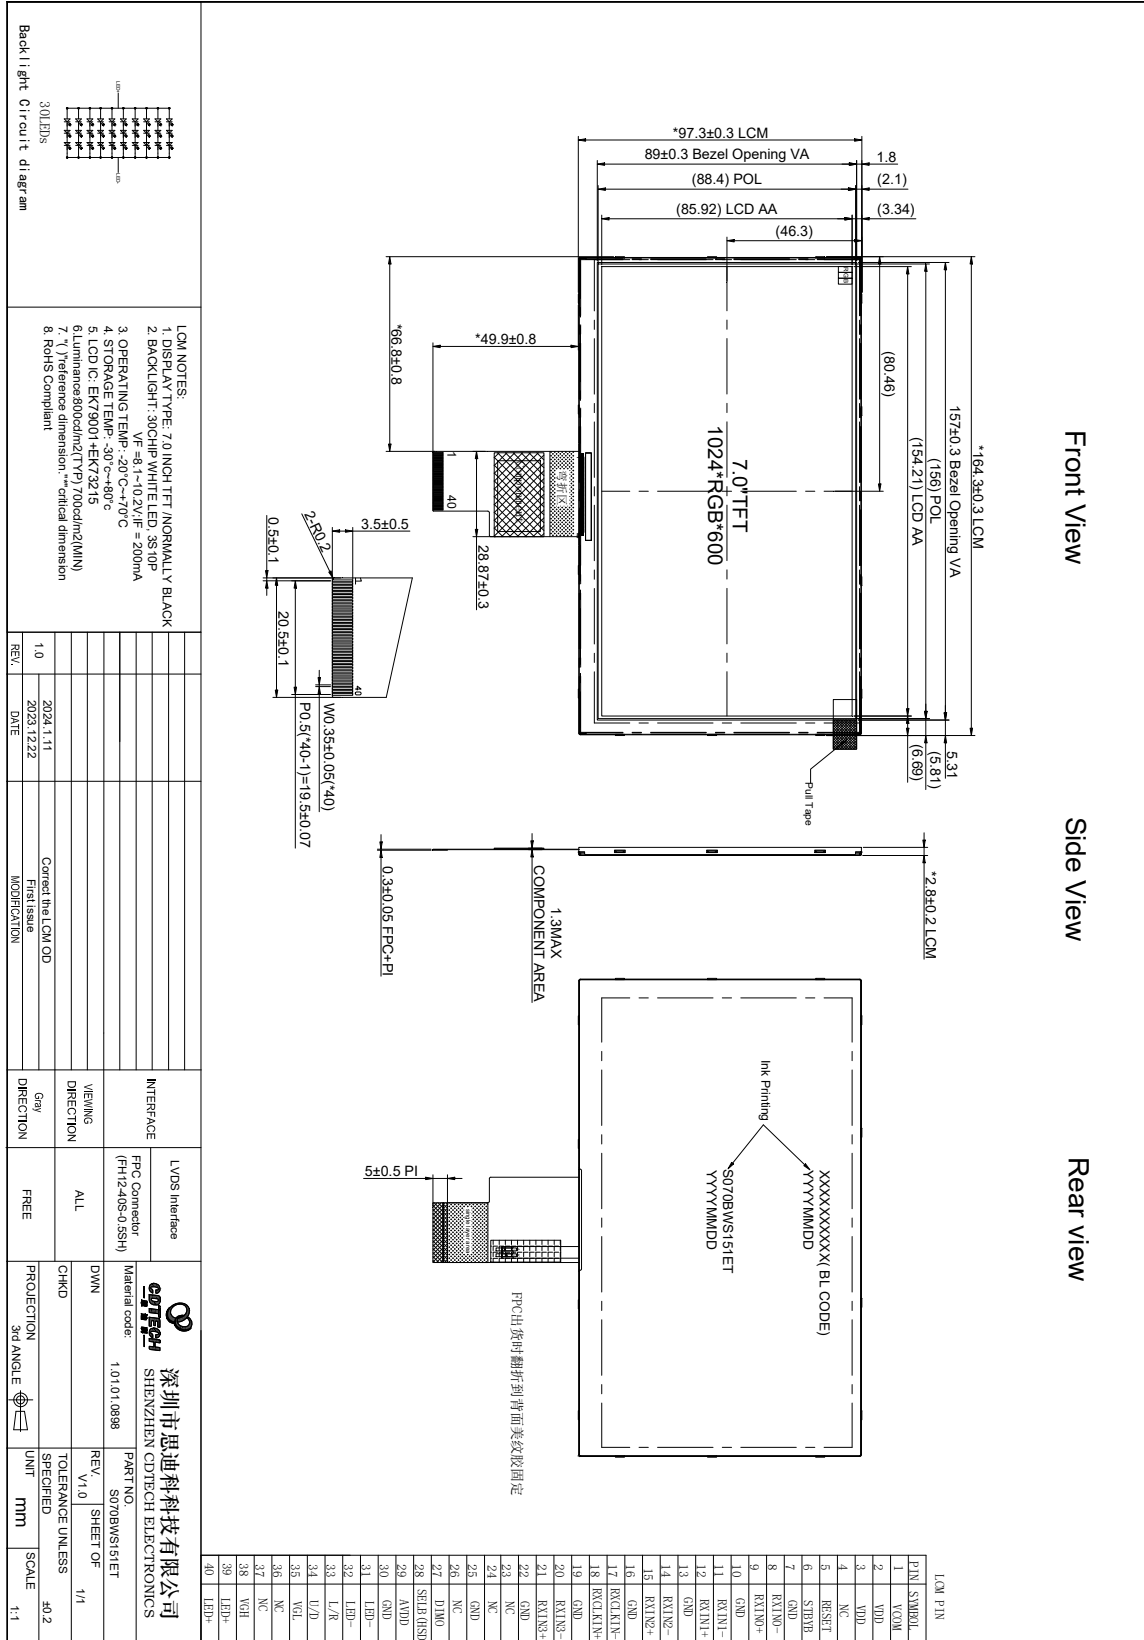 Front View
Side View
Rear view
*164.3±0.3 LCM
157±0.3 Bezel Opening VA
(156) POL
(154.21) LCD AA
(80.46)
5.31
(5.81)
(6.69)
*97.3±0.3 LCM
89±0.3 Bezel Opening VA
(88.4) POL
(85.92) LCD AA
(46.3)
1.8
(2.1)
(3.34)
7.0"TFT
1024*RGB*600
Pull Tape
*66.8±0.8
*49.9±0.8
弯折区
1
40
28.87±0.3
3.5±0.5
2-R0.2
0.5±0.1
1
40
20.5±0.1
W0.35±0.05(*40)
P0.5(*40-1)=19.5±0.07
*2.8±0.2 LCM
1.3MAX
COMPONENT AREA
0.3±0.05 FPC+PI
Ink Printing
XXXXXXXXXXX( BL CODE)
YYYYMMDD
S070BWS151ET
YYYYMMDD
5±0.5 PI
FPC出货时翻折到背面美纹胶固定
LCM PIN
PIN SYMBOL
1 VCOM
2 VDD
3 VDD
4 NC
5 RESET
6 STBYB
7 GND
8 RXIN0-
9 RXIN0+
10 GND
11 RXIN1-
12 RXIN1+
13 GND
14 RXIN2-
15 RXIN2+
16 GND
17 RXCLKIN-
18 RXCLKIN+
19 GND
20 RXIN3-
21 RXIN3+
22 GND
23 NC
24 NC
25 GND
26 NC
27 DIMO
28 SELB (HSD
29 AVDD
30 GND
31 LED-
32 LED-
33 L/R
34 U/D
35 VGL
36 NC
37 NC
38 VGH
39 LED+
40 LED+
30LEDs
Backlight Circuit diagram
LCM NOTES:
1. DISPLAY TYPE: 7.0 INCH TFT /NORMALLY BLACK
2. BACKLIGHT: 30CHIP WHITE LED, 3S10P
VF =8.1~10.2V;IF = 200mA
3. OPERATING TEMP: -20°C~+70°C
4. STORAGE TEMP: -30°c~+80°c
5. LCD IC: EK79001+EK73215
6.Luminance:800cd/m2(TYP) 700cd/m2(MIN)
7. "( )"reference dimension. "*"critical dimension
8. RoHS Compliant
2024.1.11 Correct the LCM OD
1.0 2023.12.22 First issue
REV. DATE MODIFICATION
INTERFACE
LVDS Interface
FPC Connector
(FH12-40S-0.5SH)
VIEWING
DIRECTION
ALL
Gray
DIRECTION
FREE
CDTECH
深圳市思迪科科技有限公司
SHENZHEN CDTECH ELECTRONICS
Material code:
1.01.01.0898
PART NO.
S070BWS151ET
DWN
REV.
V1.0
SHEET OF
1/1
CHKD
TOLERANCE UNLESS
SPECIFIED
±0.2
PROJECTION
3rd ANGLE
UNIT
mm
SCALE
1:1